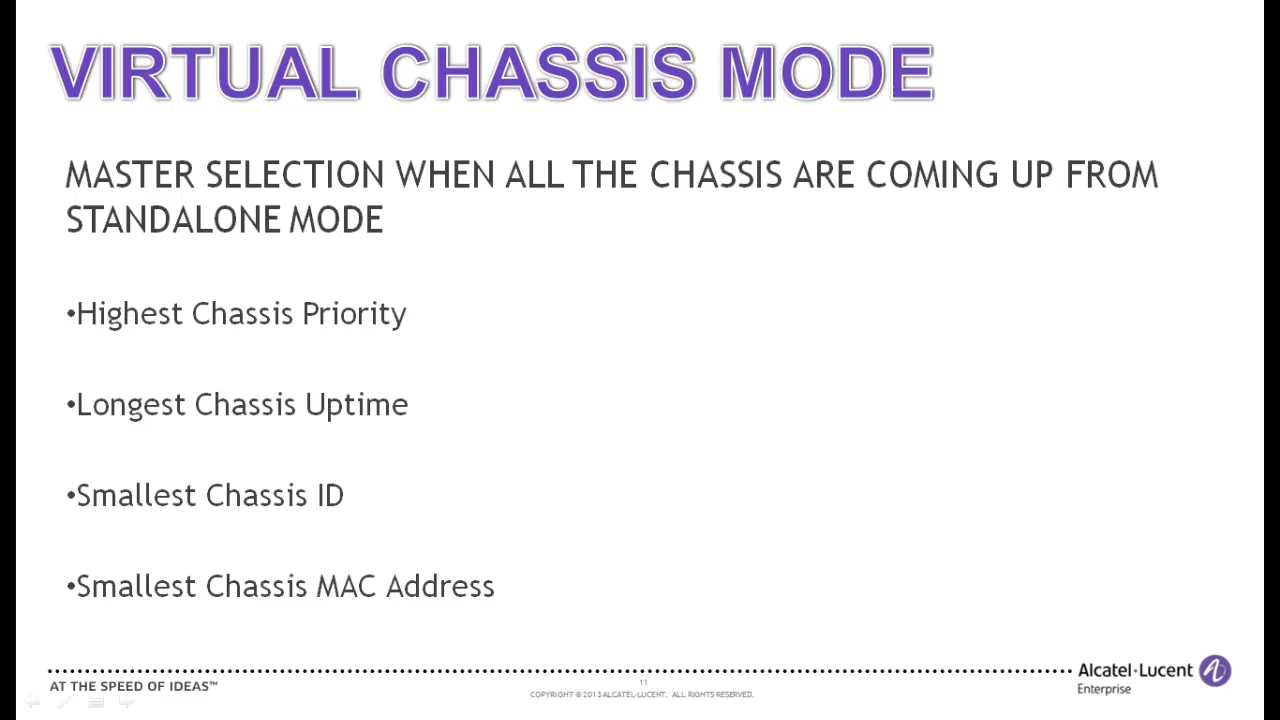 VIRTUAL CHASSIS MODE
MASTER SELECTION WHEN ALL THE CHASSIS ARE COMING UP FROM
STANDALONE MODE
•Highest Chassis Priority
•Longest Chassis Uptime
•Smallest Chassis ID
•Smallest Chassis MAC Address
AT THE SPEED OF IDEAS™
11
COPYRIGHT © 2013 ALCATEL-LUCENT. ALL RIGHTS RESERVED.
Alcatel·Lucent
Enterprise